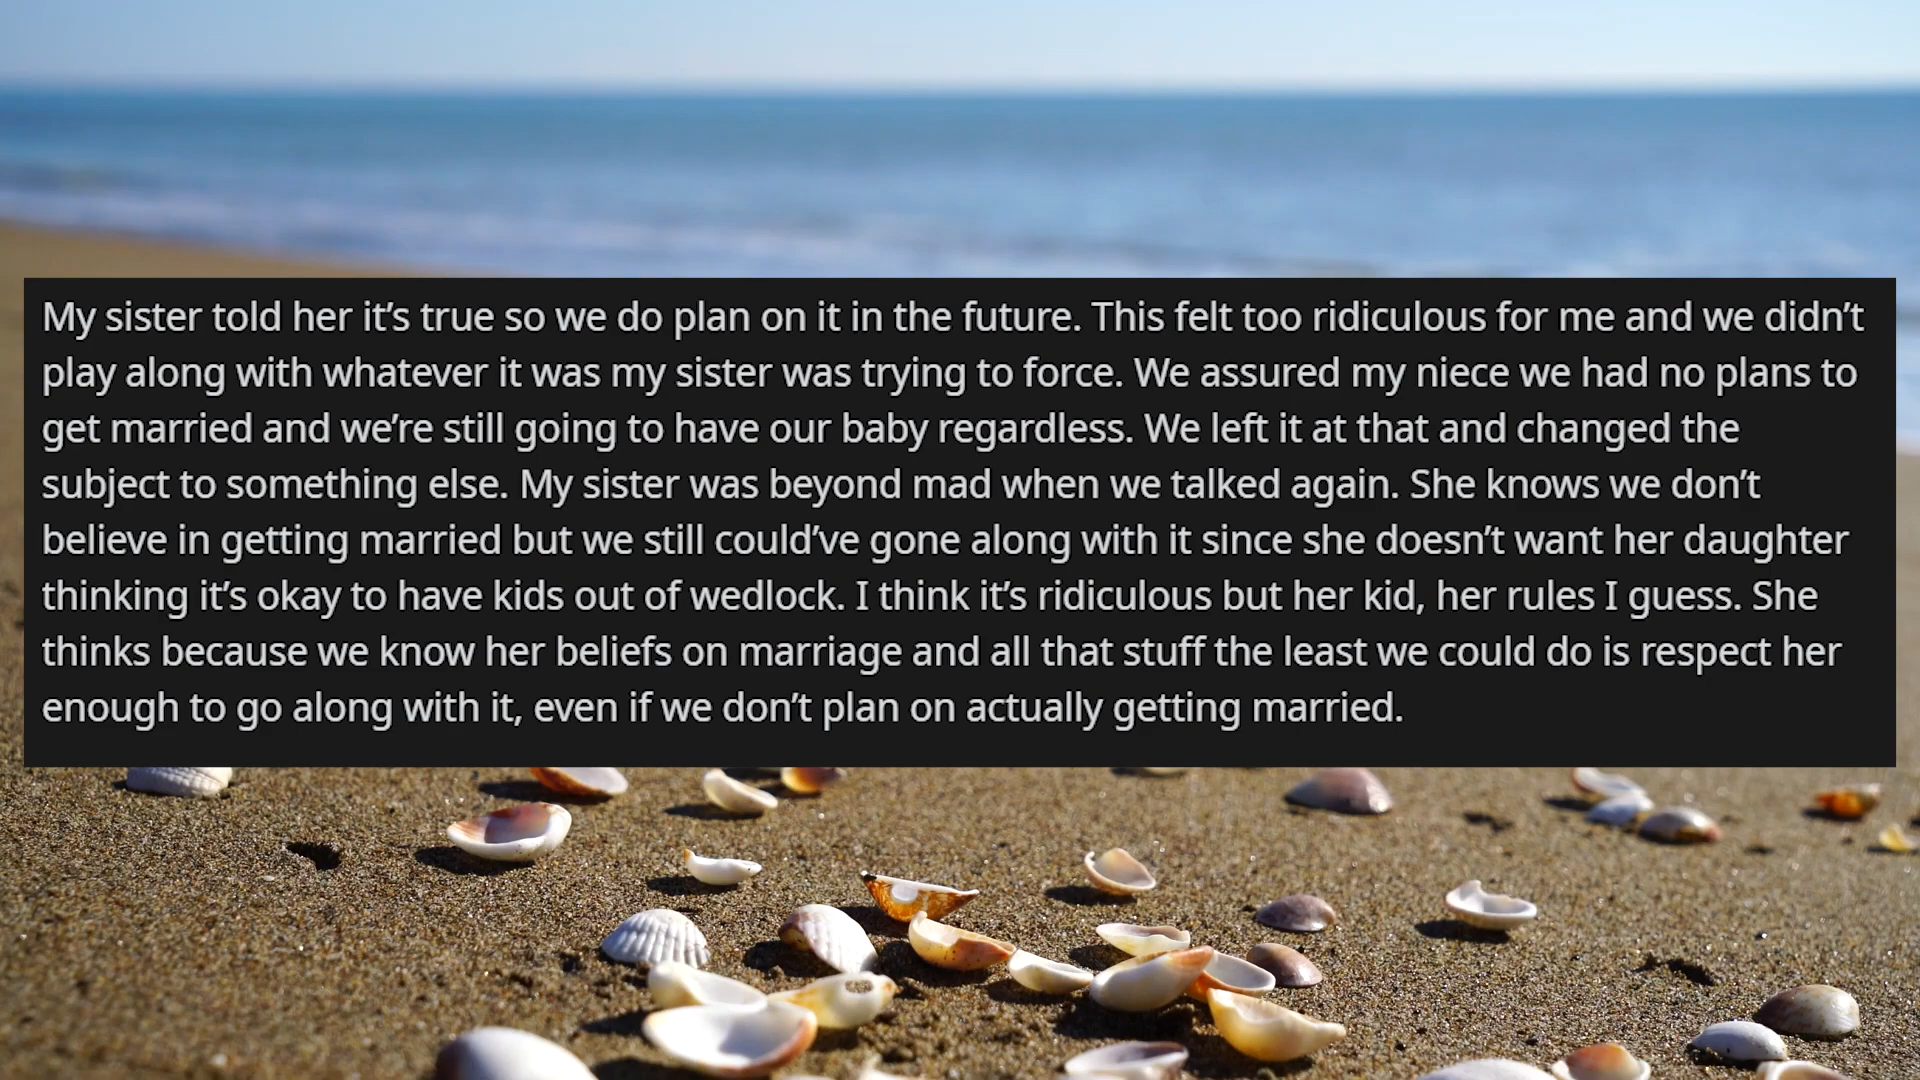 My sister told her it’s true so we do plan on it in the future. This felt too ridiculous for me and we didn’t
play along with whatever it was my sister was trying to force. We assured my niece we had no plans to
get married and we’re still going to have our baby regardless. We left it at that and changed the
subject to something else. My sister was beyond mad when we talked again. She knows we don’t
believe in getting married but we still could’ve gone along with it since she doesn’t want her daughter
thinking it’s okay to have kids out of wedlock. I think it’s ridiculous but her kid, her rules I guess. She
thinks because we know her beliefs on marriage and all that stuff the least we could do is respect her
enough to go along with it, even if we don’t plan on actually getting married.